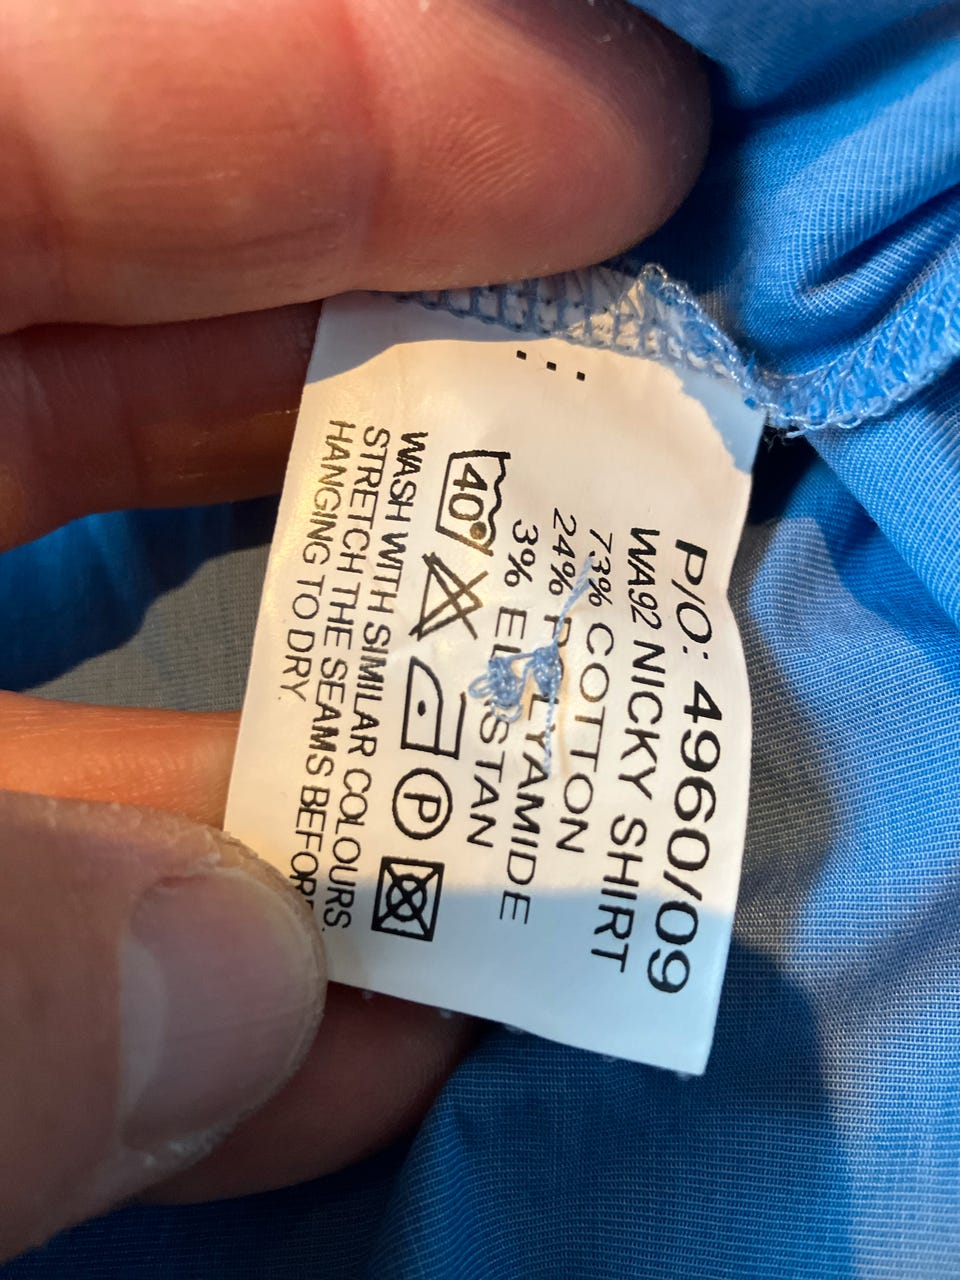 P/O: 4960/09
WA92 NICKY SHIRT
73% COTTON
24% POLYAMIDE
3% ELASTAN
40°
P
WASH WITH SIMILAR COLOURS.
STRETCH THE SEAMS BEFORE
HANGING TO DRY.